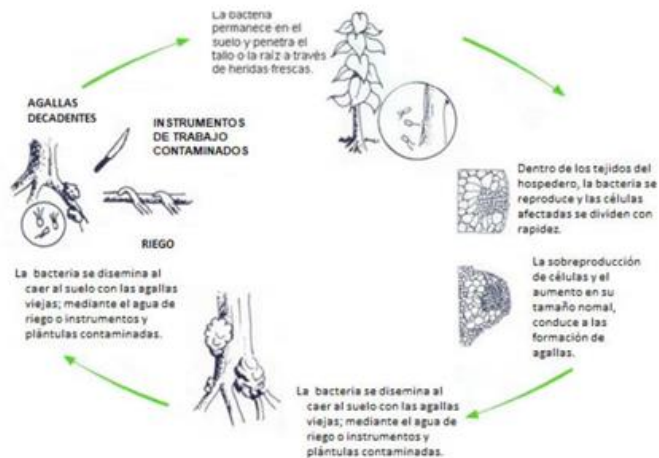 La bacteria
permanece en el
suelo y penetra el
tallo o la raíz a través
de heridas frescas.
AGALLAS
DECADENTES
INSTRUMENTOS
DE TRABAJO
CONTAMINADOS
RIEGO
Dentro de los tejidos del
hospedero, la bacteria se
reproduce y las células
afectadas se dividen con
rapidez.
La sobreproducción
de células y el
aumento en su
tamaño nomal,
conduce a las
formación de
agallas.
La bacteria se disemina al
caer al suelo con las agallas
viejas; mediante el agua de
riego o instrumentos y
plántulas contaminadas.
La bacteria se disemina al
caer al suelo con las agallas
viejas; mediante el agua de
riego o instrumentos y
plántulas contaminadas.